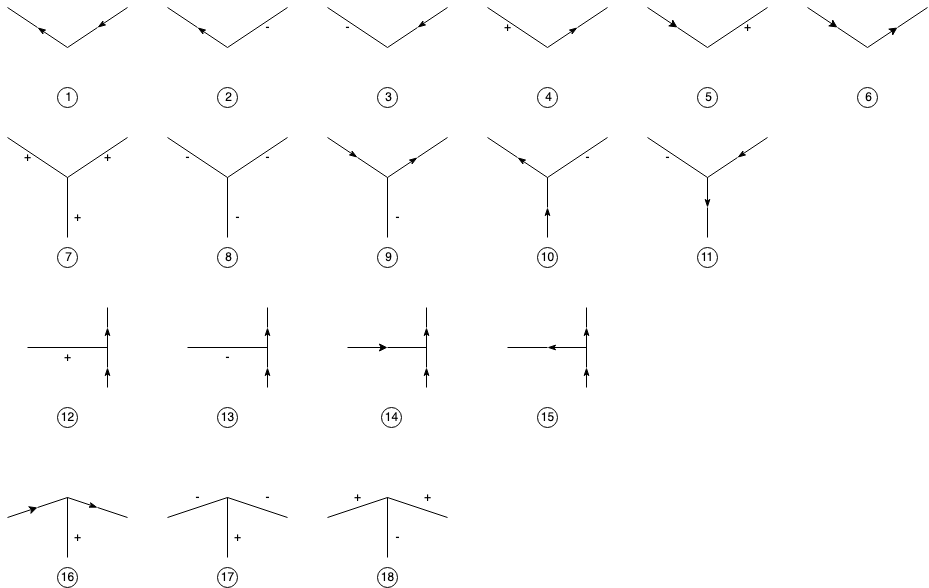 - - + +
1 2 3 4 5 6
+ + - -
- -
+ - -
7 8 9 10 11
+ -
12 13 14 15
- - + +
+ + -
16 17 18